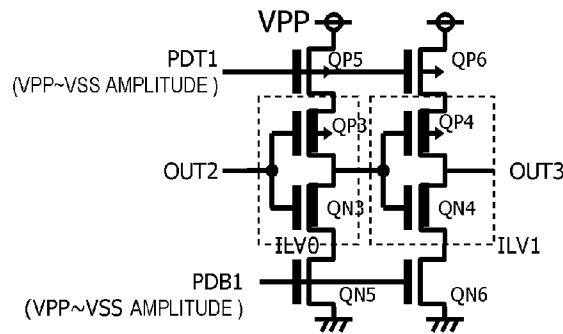 VPP
PDT1
(VPP~VSS AMPLITUDE)
QP5
QP6
QP3
QP4
OUT2
OUT3
QN3
QN4
ILV0
ILV1
PDB1
(VPP~VSS AMPLITUDE)
QN5
QN6